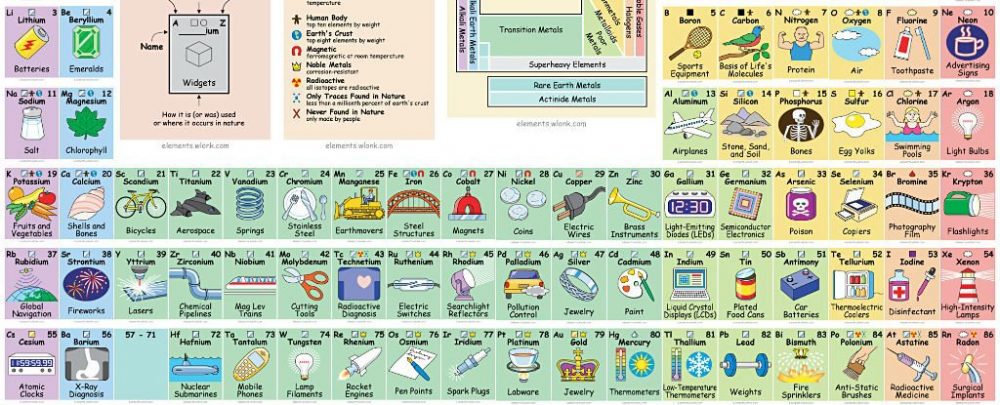 Li 3
Lithium
Batteries
Be 4
Beryllium
Emeralds
A Z
___ium
Name
Widgets
How it is (or was) used
or where it occurs in nature
elements.wlonk.com
temperature
Human Body
top ten elements by weight
Earth's Crust
top eight elements by weight
Magnetic
ferromagnetic at room temperature
Noble Metals
corrosion-resistant
Radioactive
all isotopes are radioactive
Only Traces Found in Nature
less than a millionth percent of earth's crust
Never Found in Nature
only made by people
elements.wlonk.com
Alkali Metals
Alkali Earth Metals
Transition Metals
Nonmetals
Metalloids
Poor Metals
Halogens
Noble Gases
Superheavy Elements
Rare Earth Metals
Actinide Metals
elements.wlonk.com
B 5
Boron
Sports
Equipment
C 6
Carbon
Basis of Life's
Molecules
N 7
Nitrogen
Protein
O 8
Oxygen
Air
F 9
Fluorine
Toothpaste
Ne 10
Neon
Advertising
Signs
Na 11
Sodium
Salt
Mg 12
Magnesium
Chlorophyll
Al 13
Aluminum
Airplanes
Si 14
Silicon
Stone, Sand,
and Soil
P 15
Phosphorus
Bones
S 16
Sulfur
Egg Yolks
Cl 17
Chlorine
Swimming
Pools
Ar 18
Argon
Light Bulbs
K 19
Potassium
Fruits and
Vegetables
Ca 20
Calcium
Shells and
Bones
Sc 21
Scandium
Bicycles
Ti 22
Titanium
Aerospace
V 23
Vanadium
Springs
Cr 24
Chromium
Stainless
Steel
Mn 25
Manganese
Earthmovers
Fe 26
Iron
Steel
Structures
Co 27
Cobalt
Magnets
Ni 28
Nickel
Coins
Cu 29
Copper
Electric
Wires
Zn 30
Zinc
Brass
Instruments
Ga 31
Gallium
12:30
Light-Emitting
Diodes (LEDs)
Ge 32
Germanium
Semiconductor
Electronics
As 33
Arsenic
Poison
Se 34
Selenium
Copiers
Br 35
Bromine
Photography
Film
Kr 36
Krypton
Flashlights
Rb 37
Rubidium
Global
Navigation
Sr 38
Strontium
Fireworks
Y 39
Yttrium
Lasers
Zr 40
Zirconium
Chemical
Pipelines
Nb 41
Niobium
Mag Lev
Trains
Mo 42
Molybdenum
Cutting
Tools
Tc 43
Technetium
Radioactive
Diagnosis
Ru 44
Ruthenium
Electric
Switches
Rh 45
Rhodium
Searchlight
Reflectors
Pd 46
Palladium
Pollution
Control
Ag 47
Silver
Jewelry
Cd 48
Cadmium
Paint
In 49
Indium
Liquid Crystal
Displays (LCDs)
Sn 50
Tin
Plated
Food Cans
Sb 51
Antimony
Car
Batteries
Te 52
Tellurium
Thermoelectric
Coolers
I 53
Iodine
Disinfectant
Xe 54
Xenon
High-Intensity
Lamps
Cs 55
Cesium
Atomic
Clocks
Ba 56
Barium
X-Ray
Diagnosis
57 - 71
Hf 72
Hafnium
Nuclear
Submarines
Ta 73
Tantalum
Mobile
Phones
W 74
Tungsten
Lamp
Filaments
Re 75
Rhenium
Rocket
Engines
Os 76
Osmium
Pen Points
Ir 77
Iridium
Spark Plugs
Pt 78
Platinum
Labware
Au 79
Gold
Jewelry
Hg 80
Mercury
Thermometers
Tl 81
Thallium
Low-Temperature
Thermometers
Pb 82
Lead
Weights
Bi 83
Bismuth
Fire
Sprinklers
Po 84
Polonium
Anti-Static
Brushes
At 85
Astatine
Radioactive
Medicine
Rn 86
Radon
Surgical
Implants